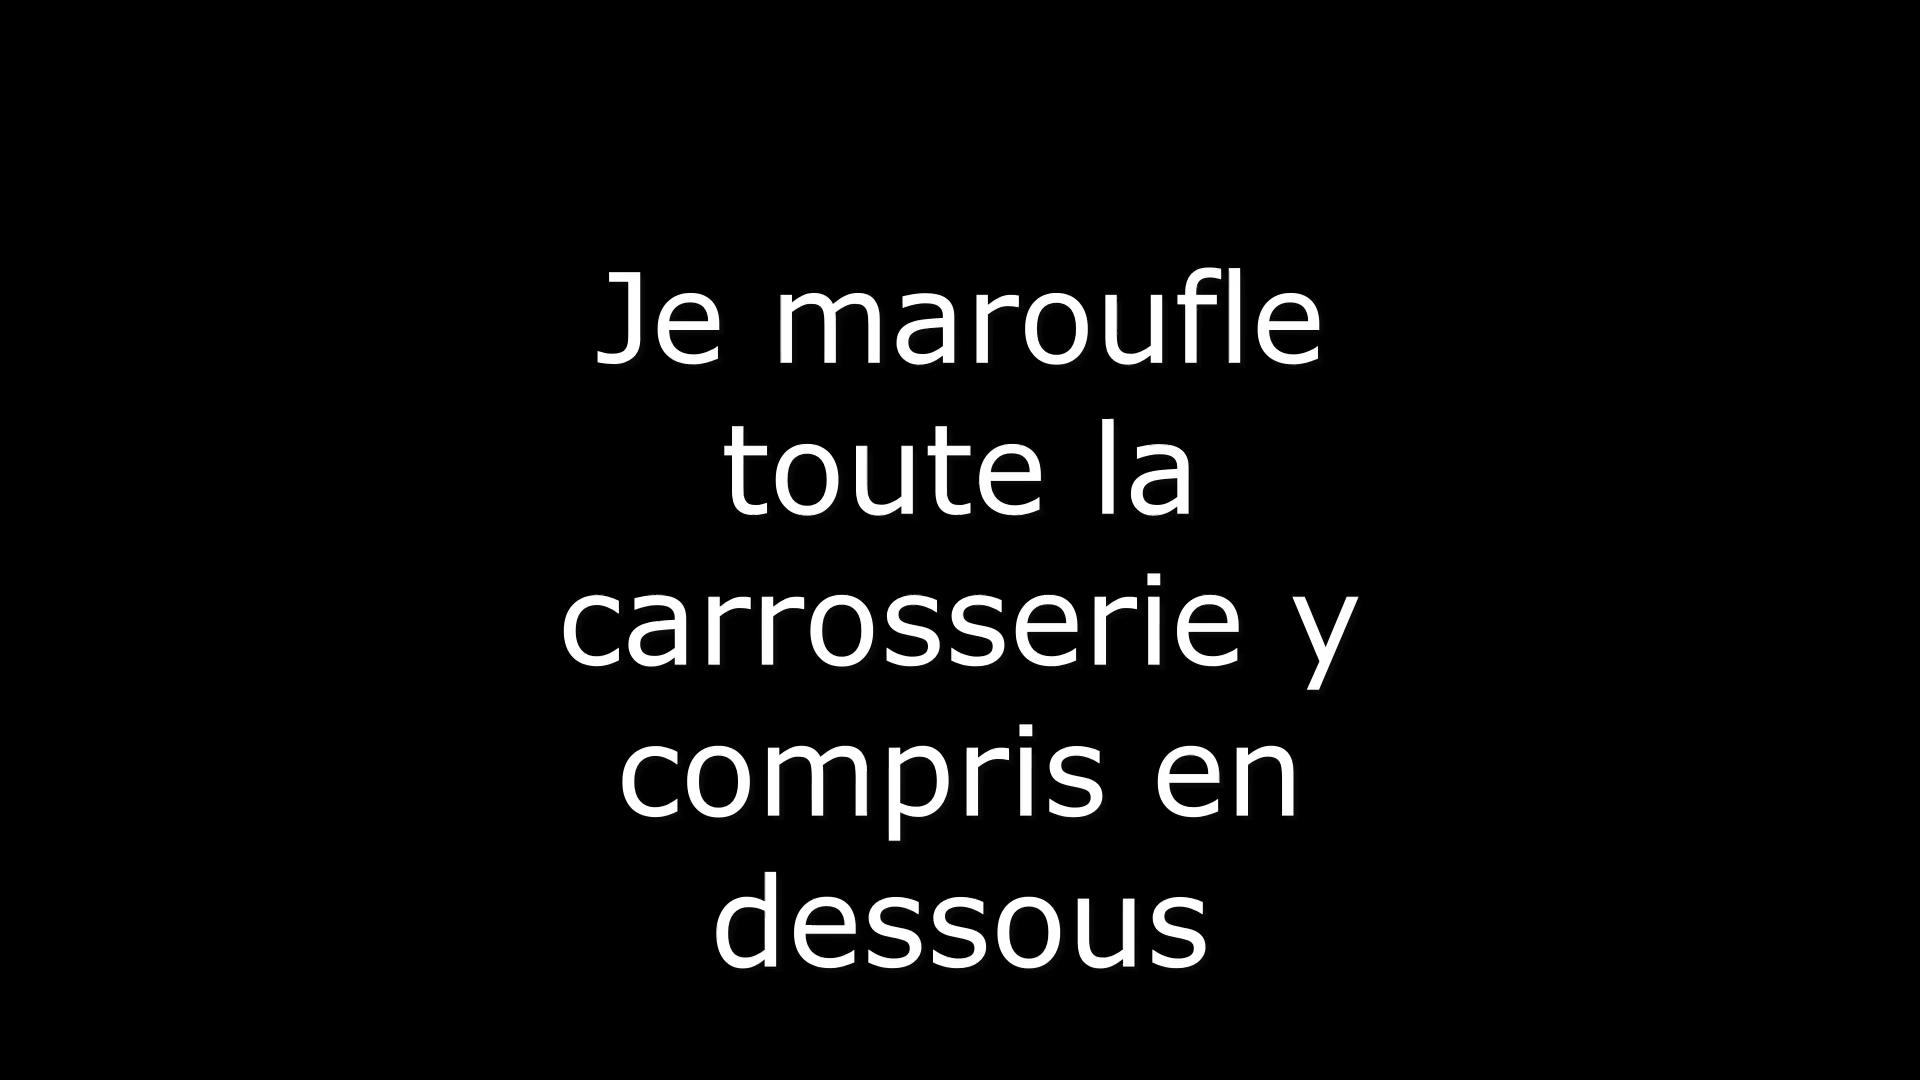 Je maroufle
toute la
carrosserie y
compris en
dessous